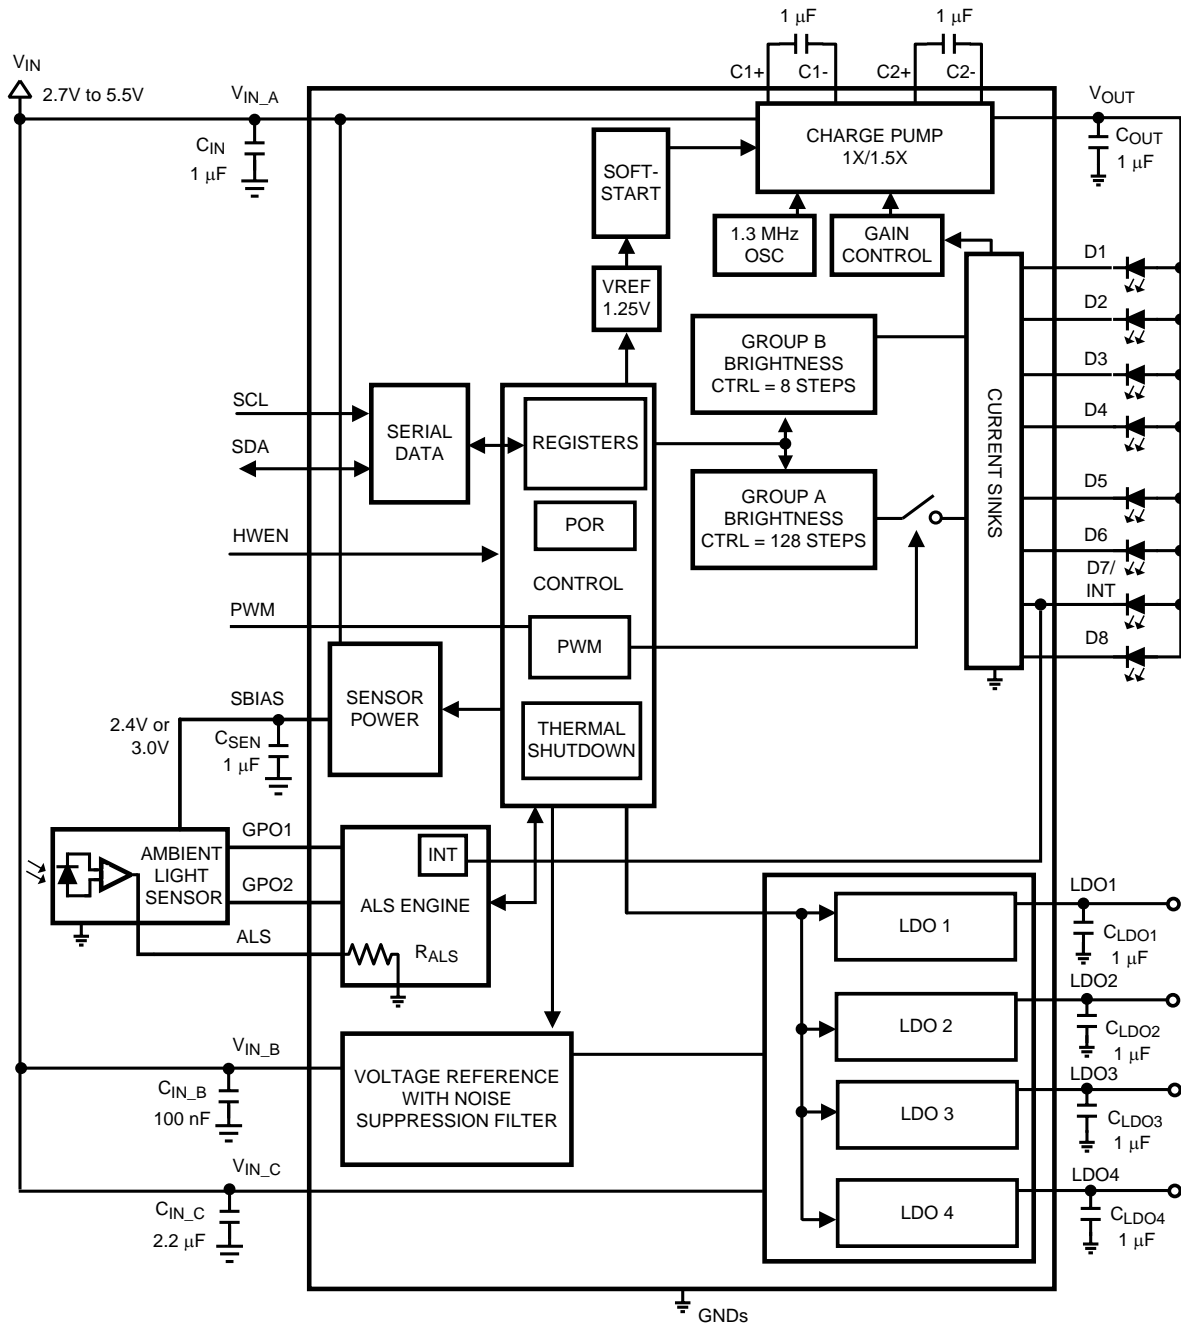 1 μF
1 μF
VIN
C1+
C1-
C2+
C2-
2.7V to 5.5V
VIN_A
VOUT
CIN
1 μF
CHARGE PUMP
1X/1.5X
COUT
1 μF
SOFT-
START
1.3 MHz
OSC
GAIN
CONTROL
D1
VREF
1.25V
D2
GROUP B
BRIGHTNESS
CTRL = 8 STEPS
D3
SCL
SERIAL
DATA
REGISTERS
D4
SDA
CURRENT SINKS
GROUP A
BRIGHTNESS
CTRL = 128 STEPS
D5
POR
HWEN
D6
CONTROL
D7/
INT
PWM
PWM
D8
SENSOR
POWER
SBIAS
2.4V or
3.0V
CSEN
1 μF
THERMAL
SHUTDOWN
GPO1
AMBIENT
LIGHT
SENSOR
INT
GPO2
ALS ENGINE
LDO1
LDO 1
CLDO1
1 μF
ALS
RALS
LDO2
LDO 2
CLDO2
1 μF
VIN_B
VOLTAGE REFERENCE
WITH NOISE
SUPPRESSION FILTER
LDO3
CIN_B
100 nF
LDO 3
CLDO3
1 μF
VIN_C
LDO4
CIN_C
2.2 μF
LDO 4
CLDO4
1 μF
GNDs